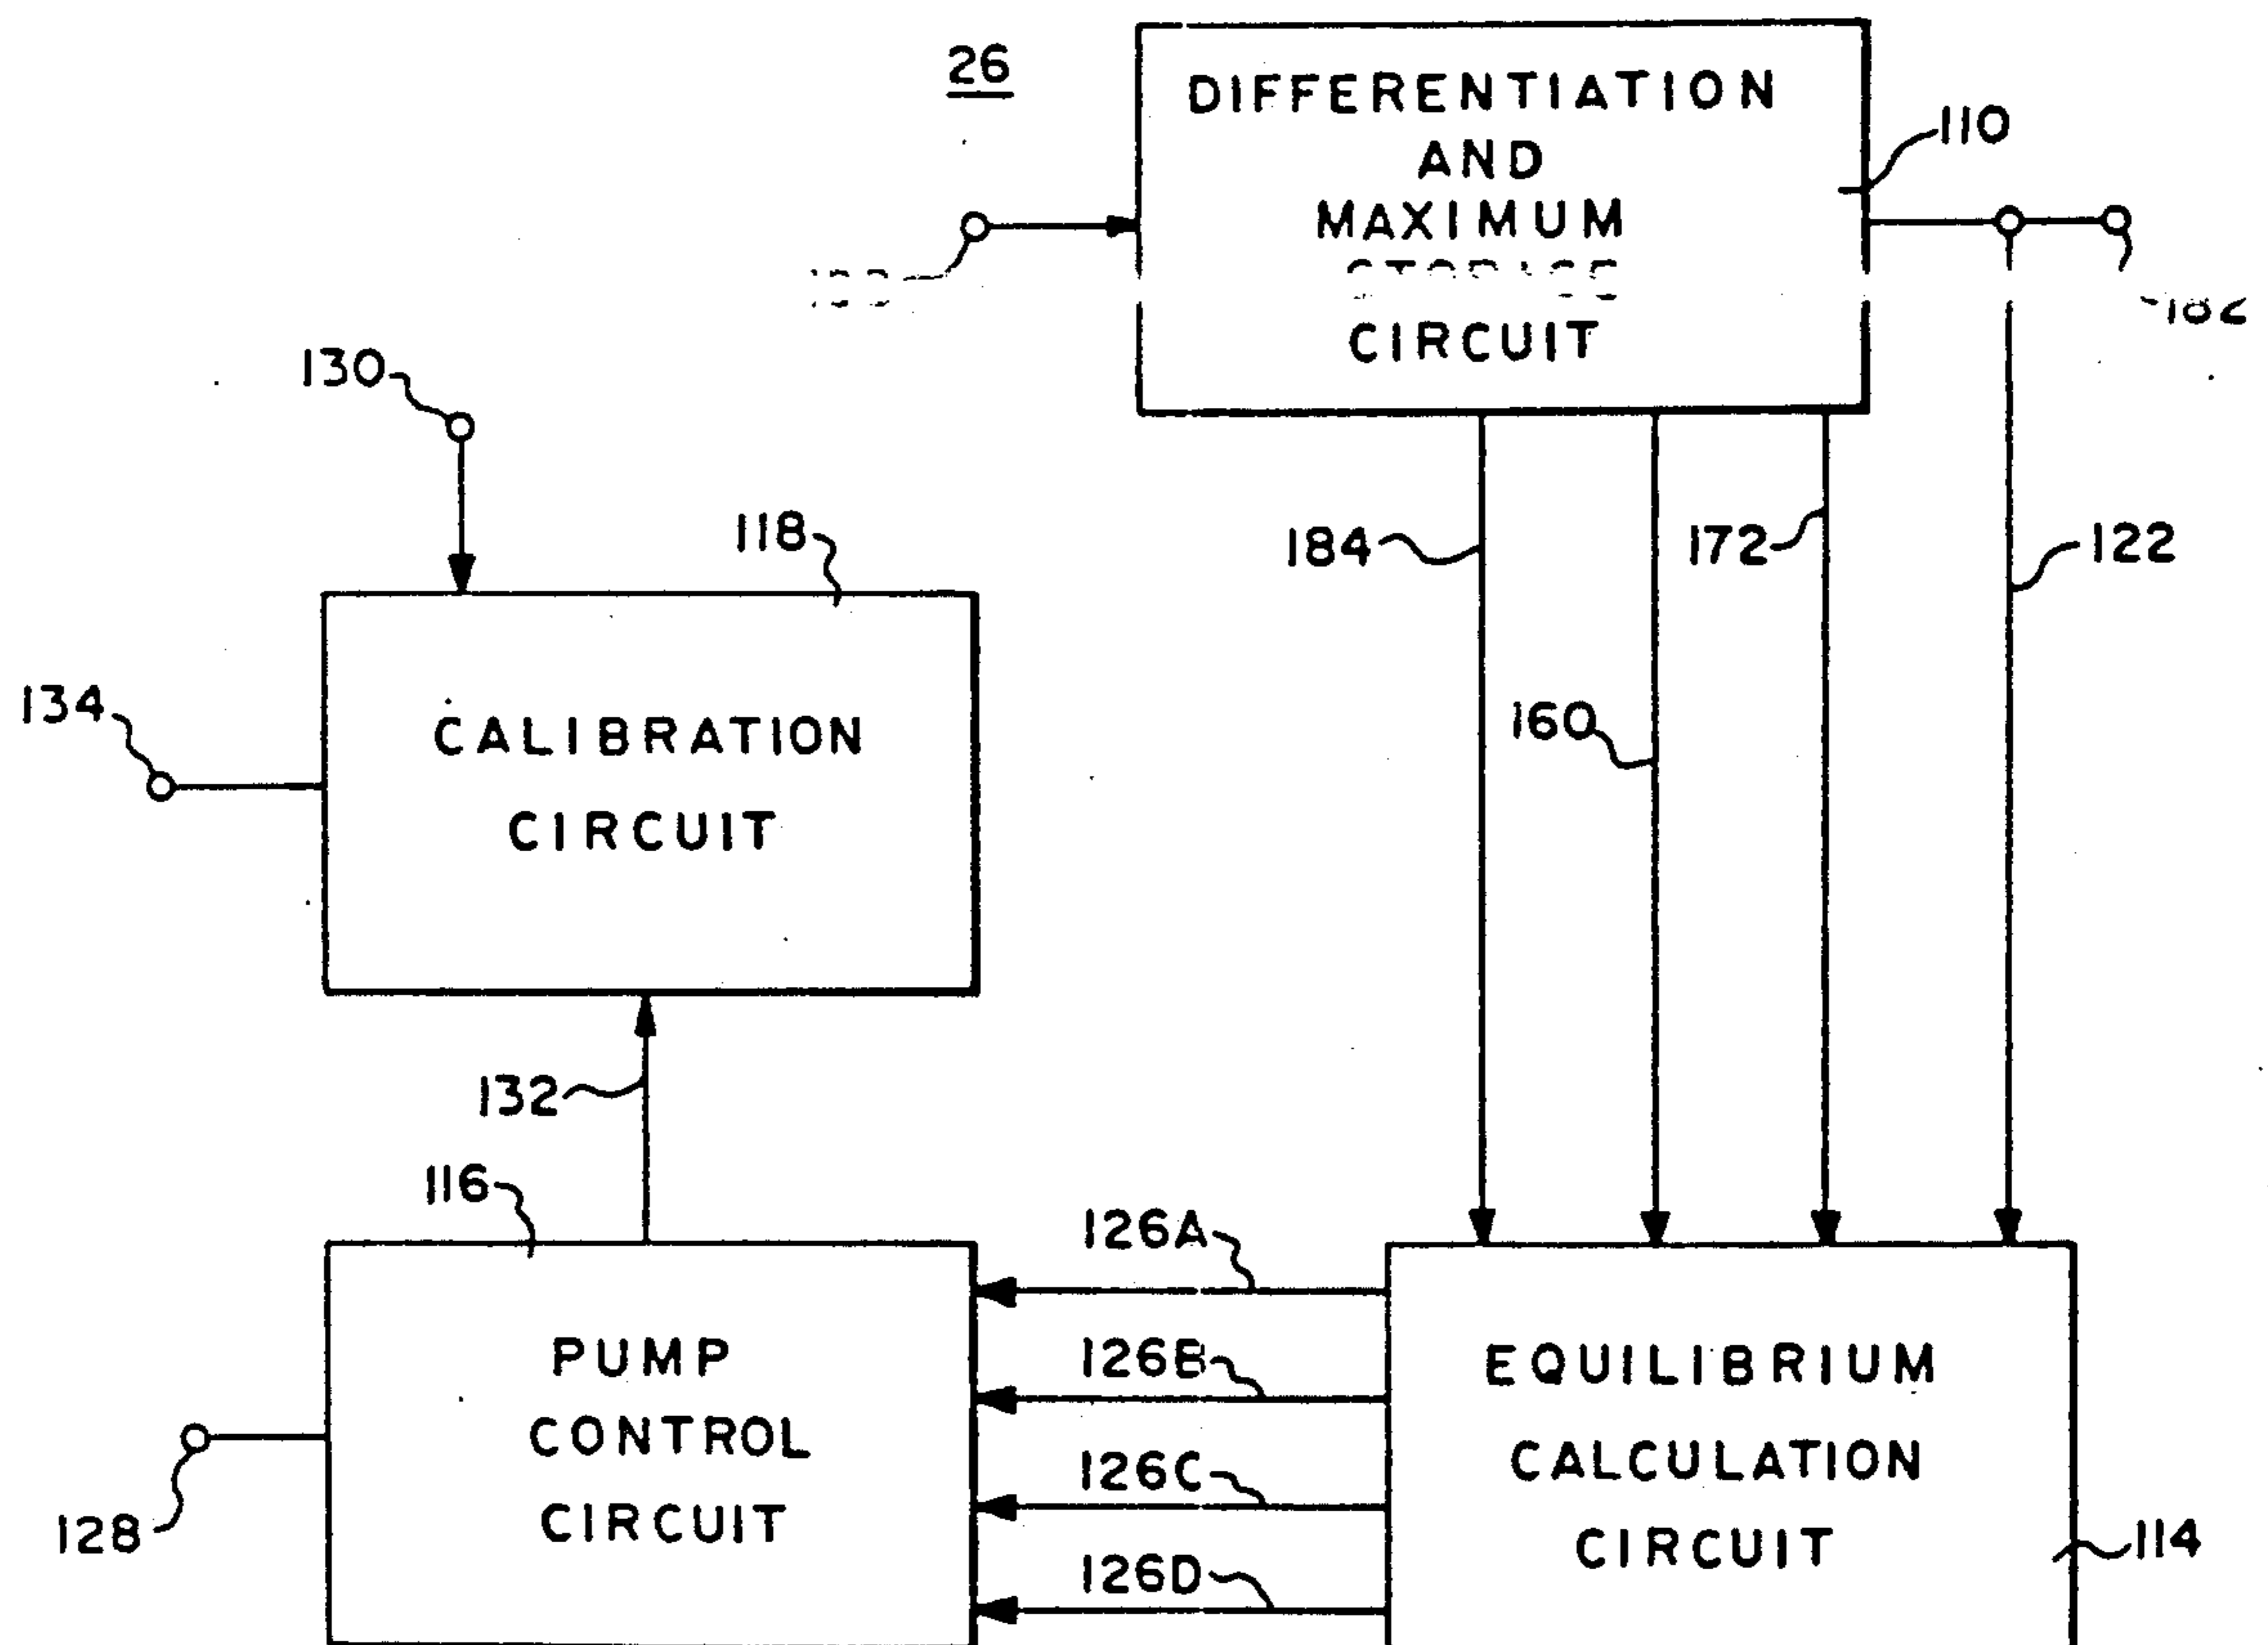 26
DIFFERENTIATION
AND
MAXIMUM
CIRCUIT
110
130
118
184
172
122
134
160
CALIBRATION
CIRCUIT
132
116
126A
126B
126C
126D
PUMP
CONTROL
CIRCUIT
EQUILIBRIUM
CALCULATION
CIRCUIT
128
114